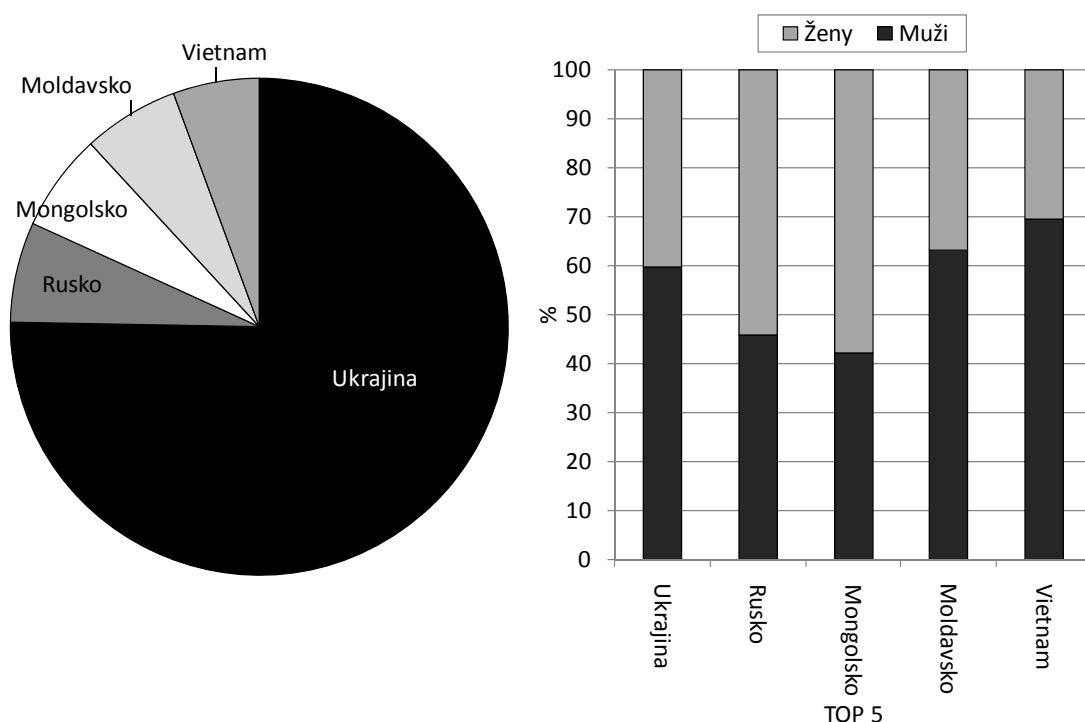 Vietnam
Moldavsko
Mongolsko
Rusko
Ukrajina
Ženy Muži
100
90
80
70
60
50
40
30
20
10
0
%
Ukrajina
Rusko
Mongolsko
Moldavsko
Vietnam
TOP 5